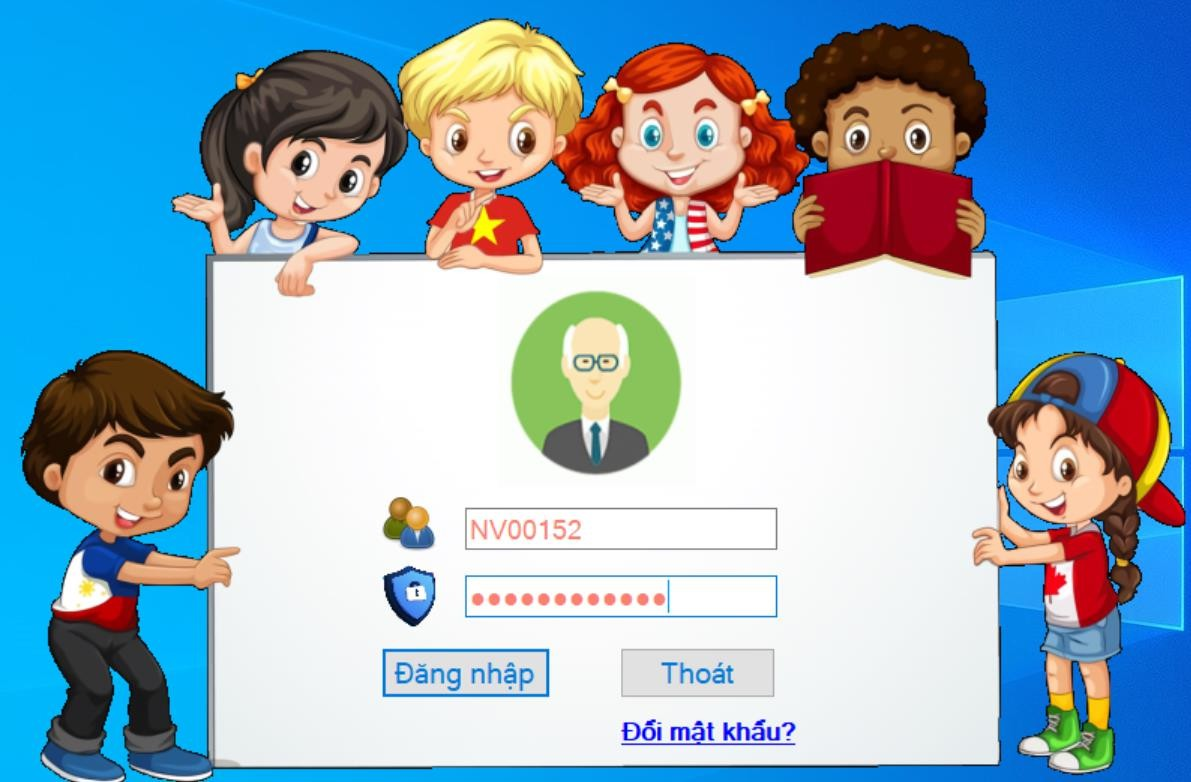 NV00152
••••••••••••
Đăng nhập
Thoát
Đổi mật khẩu?